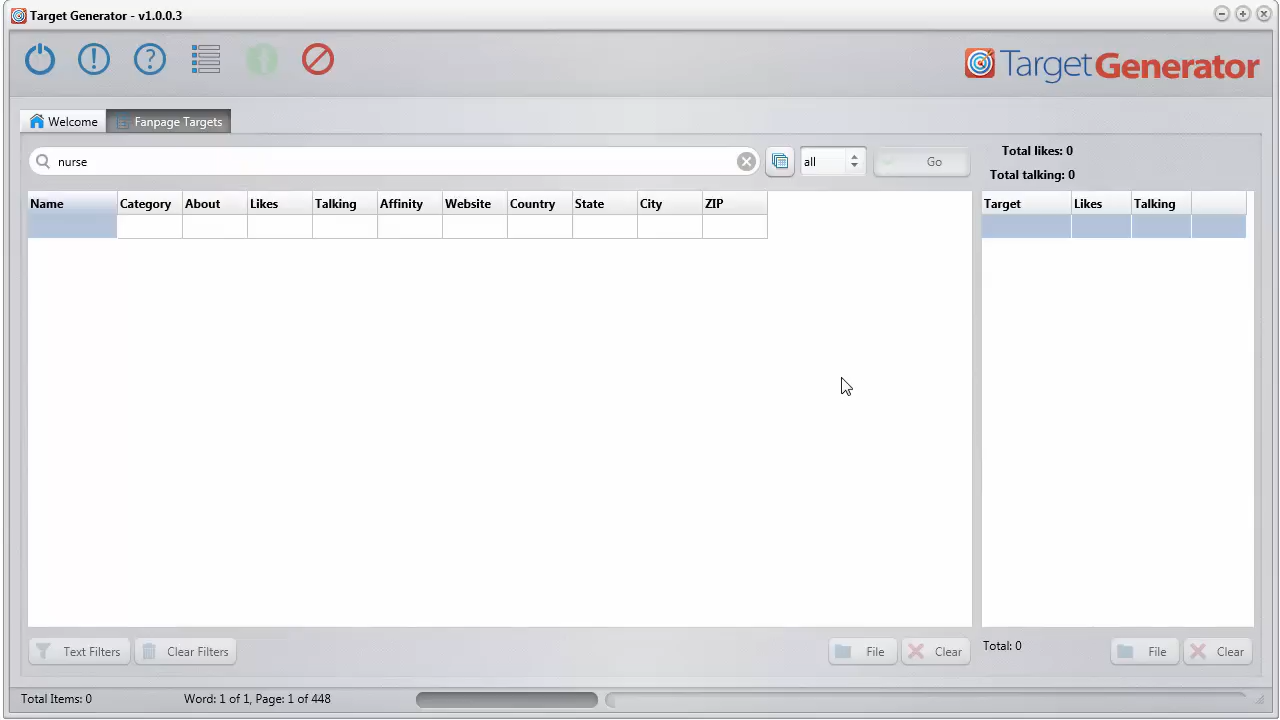 Target Generator - v1.0.0.3
TargetGenerator
Welcome
Fanpage Targets
nurse
all
Go
Total likes: 0
Total talking: 0
Name Category About Likes Talking Affinity Website Country State City ZIP
Target Likes Talking
Text Filters
Clear Filters
File
Clear
Total: 0
File
Clear
Total Items: 0
Word: 1 of 1, Page: 1 of 448